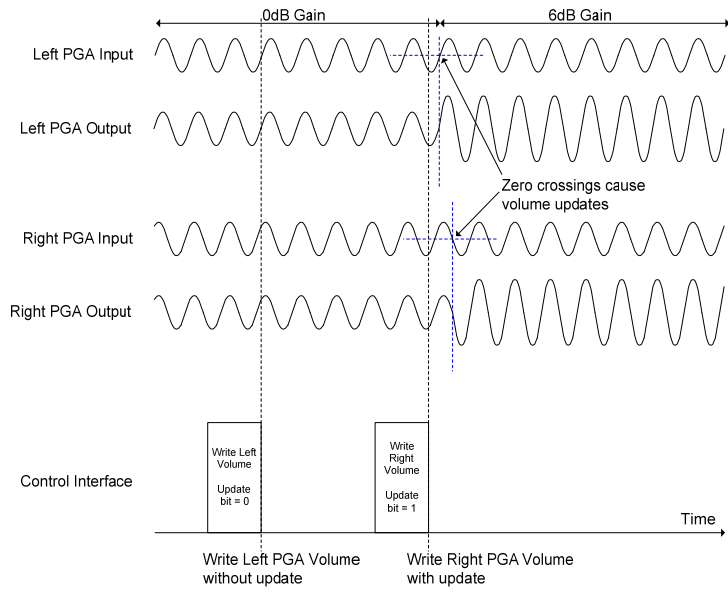 0dB Gain
6dB Gain
Left PGA Input
Left PGA Output
Zero crossings cause
volume updates
Right PGA Input
Right PGA Output
Control Interface
Write Left
Volume
Update
bit = 0
Write
Right
Volume
Update
bit = 1
Time
Write Left PGA Volume
without update
Write Right PGA Volume
with update